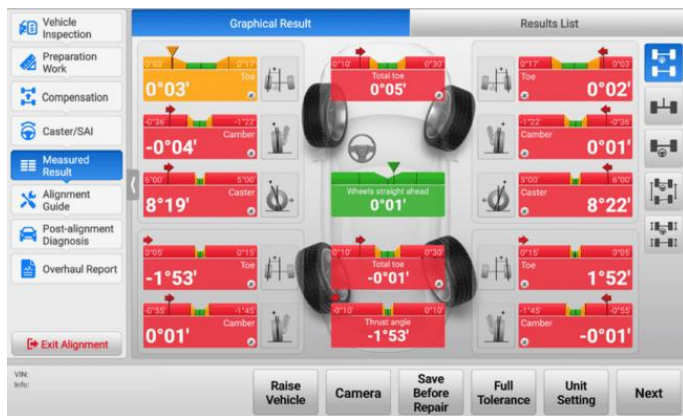 Vehicle
Inspection
Preparation
Work
Compensation
Caster/SAI
Measured
Result
Alignment
Guide
Post-alignment
Diagnosis
Overhaul Report
Exit Alignment
Graphical Result
Results List
0°03' 0°17'
Toe
0°03'
0°10' 0°30'
Total toe
0°05'
0°17' 0°03'
Toe
0°02'
-0°36' -1°22'
Camber
-0°04'
-1°22' -0°36'
Camber
0°01'
5°00'
Caster
8°19'
Wheels straight ahead
0°01'
5°00'
Caster
8°22'
0°05' 0°15'
Toe
-1°53'
0°10' 0°30'
Total toe
-0°01'
0°15' 0°05'
Toe
1°52'
-0°55' -1°45'
Camber
0°01'
-0°10' 0°10'
Thrust angle
-1°53'
-1°45' -0°55'
Camber
-0°01'
VIN:
Info:
Raise
Vehicle
Camera
Save
Before
Repair
Full
Tolerance
Unit
Setting
Next